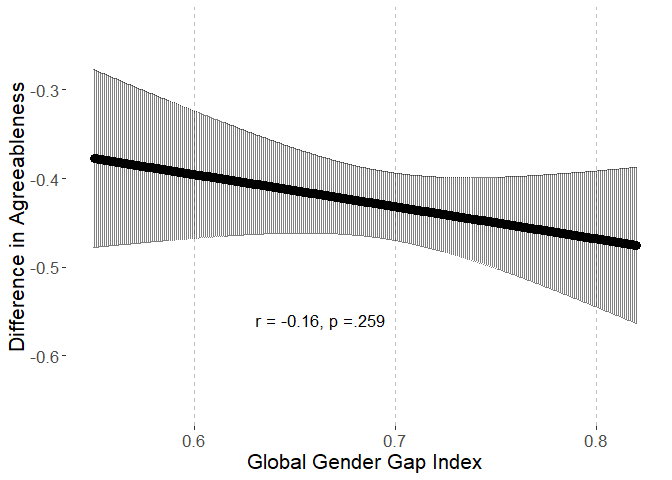 Difference in Agreeableness
-0.3
-0.4
-0.5
-0.6
r = -0.16, p =.259
0.6 0.7 0.8
Global Gender Gap Index